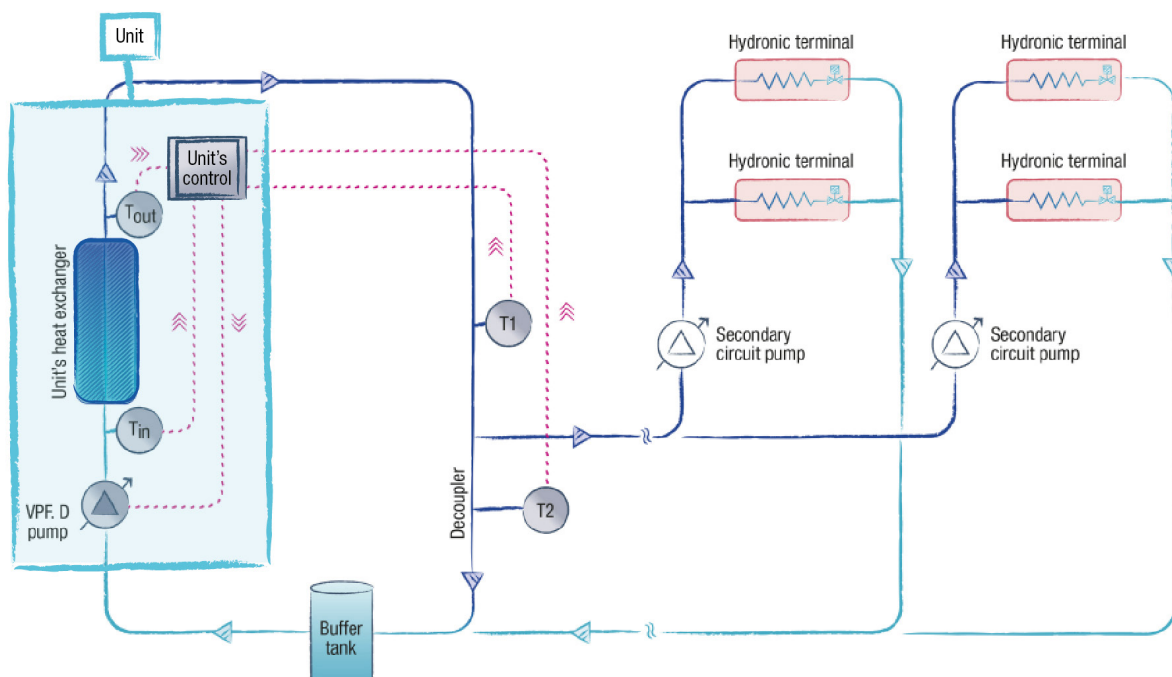 Unit
Hydronic terminal
Hydronic terminal
Unit's
control
Hydronic terminal
Hydronic terminal
Tout
Unit's heat exchanger
T1
Secondary
circuit pump
Secondary
circuit pump
Tin
Decoupler
VPF. D
pump
T2
Buffer
tank